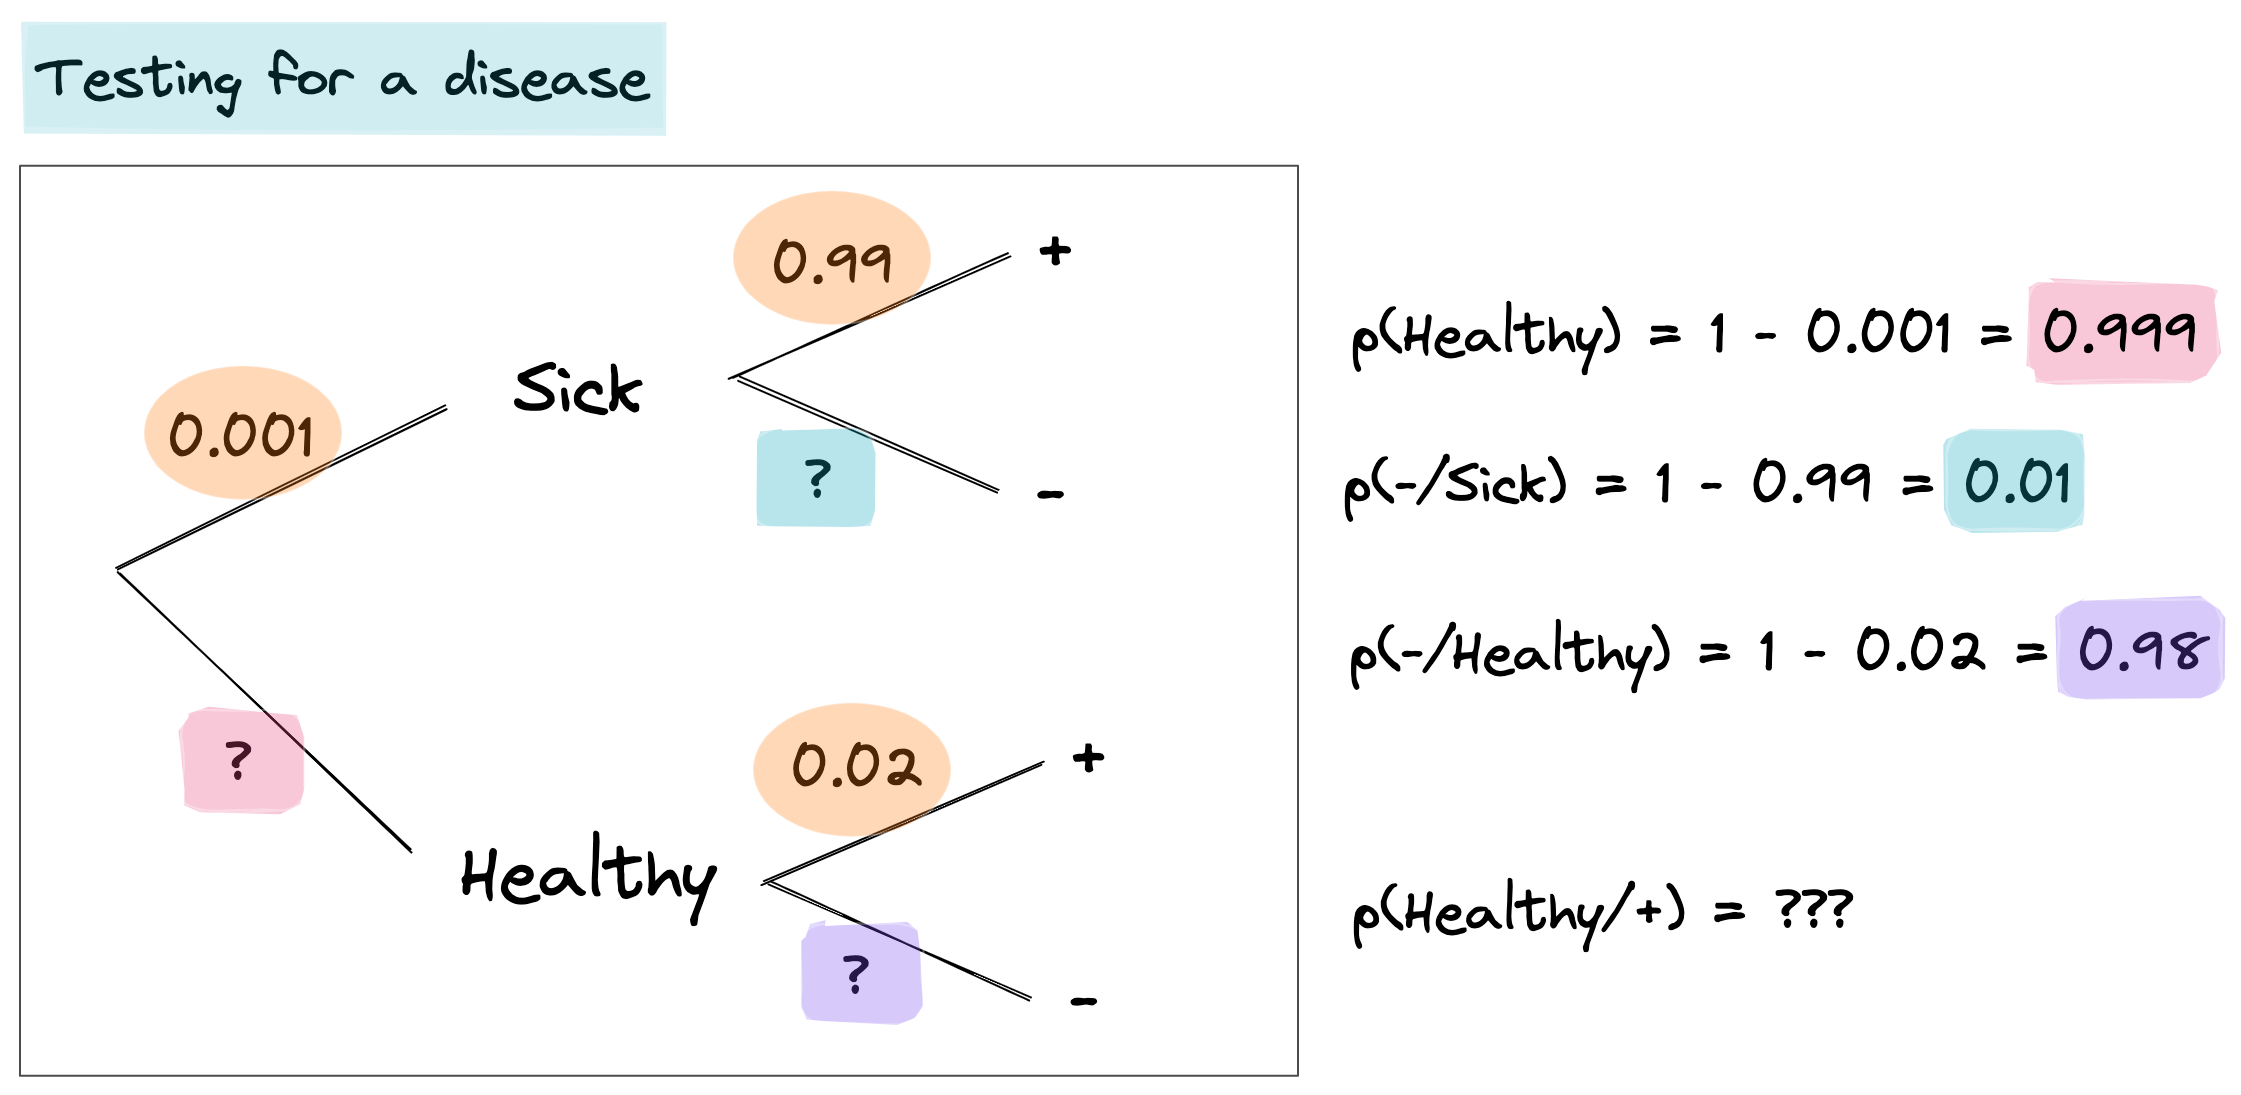 Testing for a disease
0.99
+
0.001
Sick
?
-
?
0.02
+
Healthy
?
-
p(Healthy) = 1 - 0.001 = 0.999
p(-/Sick) = 1 - 0.99 = 0.01
p(-/Healthy) = 1 - 0.02 = 0.98
p(Healthy/+) = ???